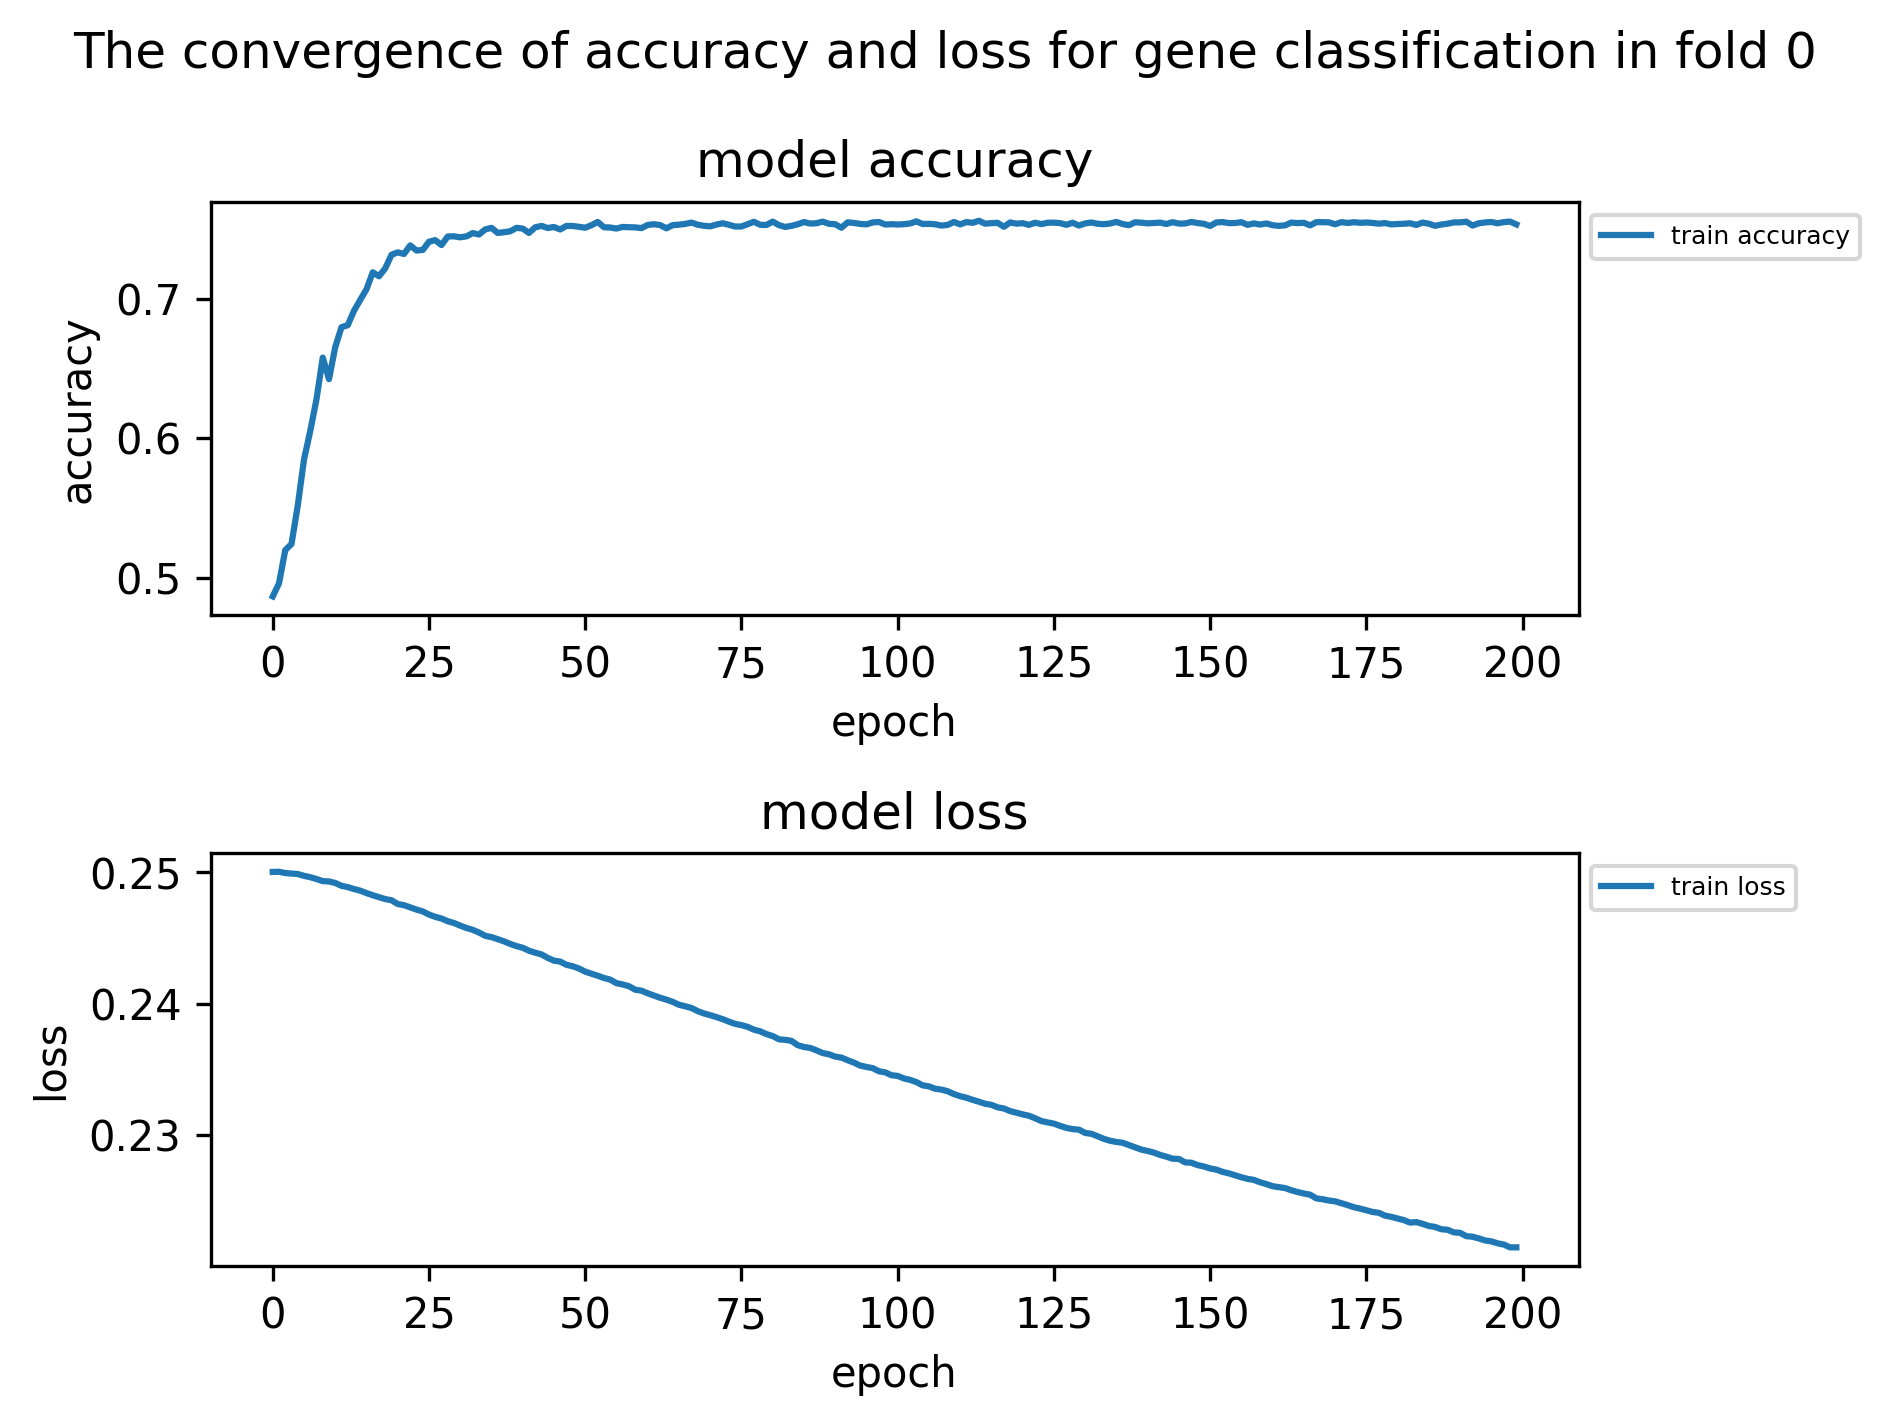 The convergence of accuracy and loss for gene classification in fold 0
model accuracy
train accuracy
0.7
0.6
0.5
accuracy
0 25 50 75 100 125 150 175 200
epoch
model loss
train loss
0.25
0.24
0.23
loss
0 25 50 75 100 125 150 175 200
epoch